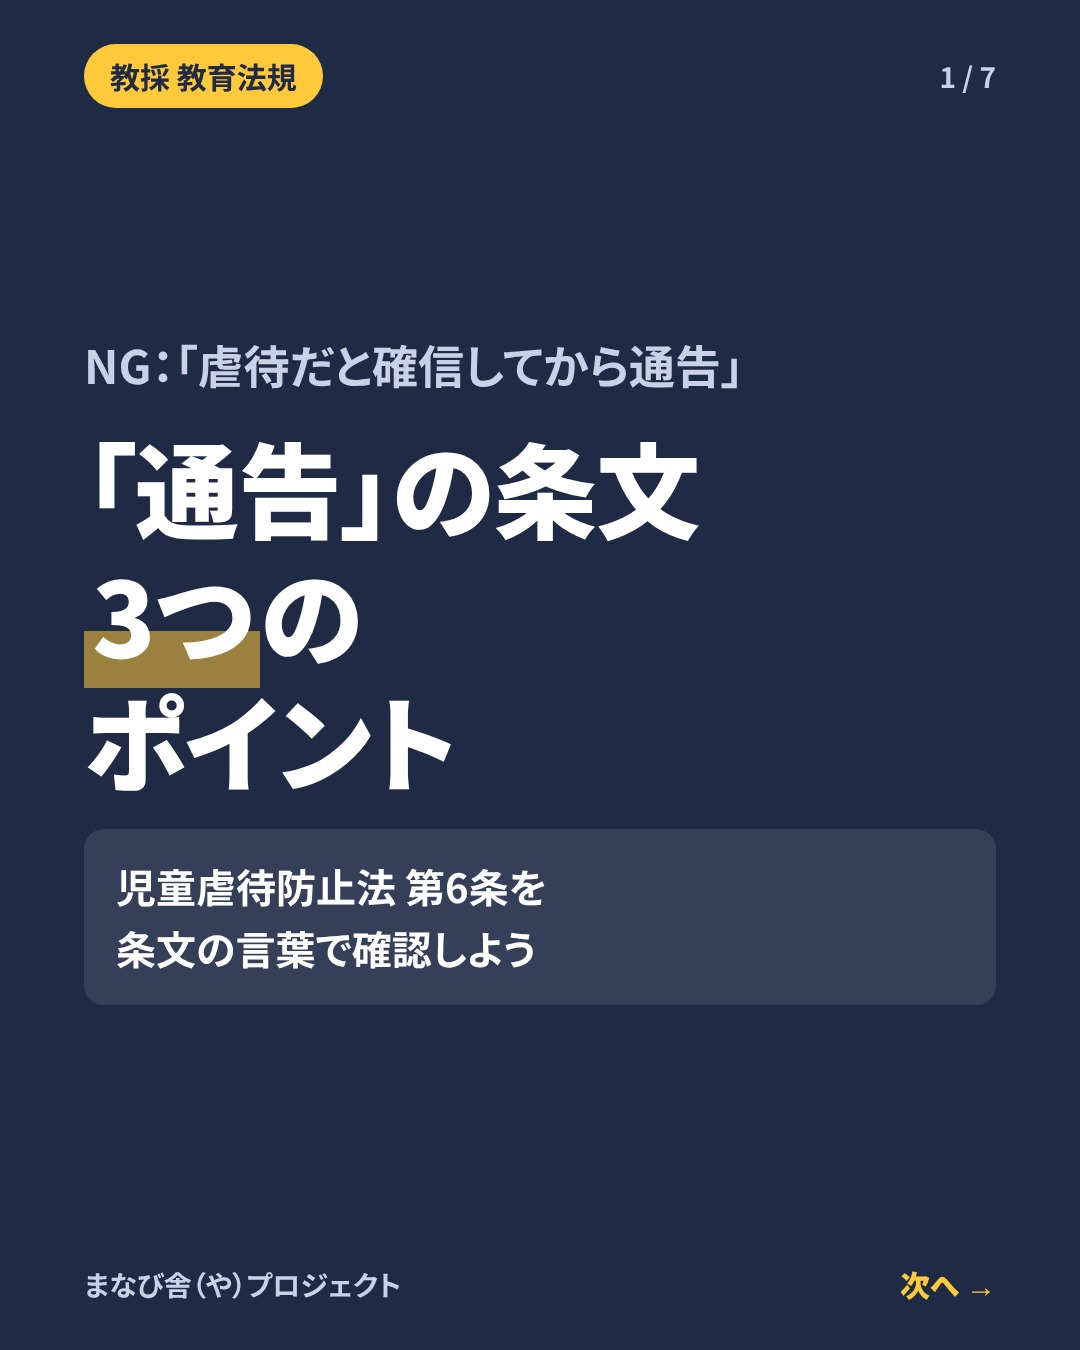 教採 教育法規
1 / 7
NG：「虐待だと確信してから通告」
「通告」の条文
3つの
ポイント
児童虐待防止法 第6条を
条文の言葉で確認しよう
まなび舎（や）プロジェクト
次へ →